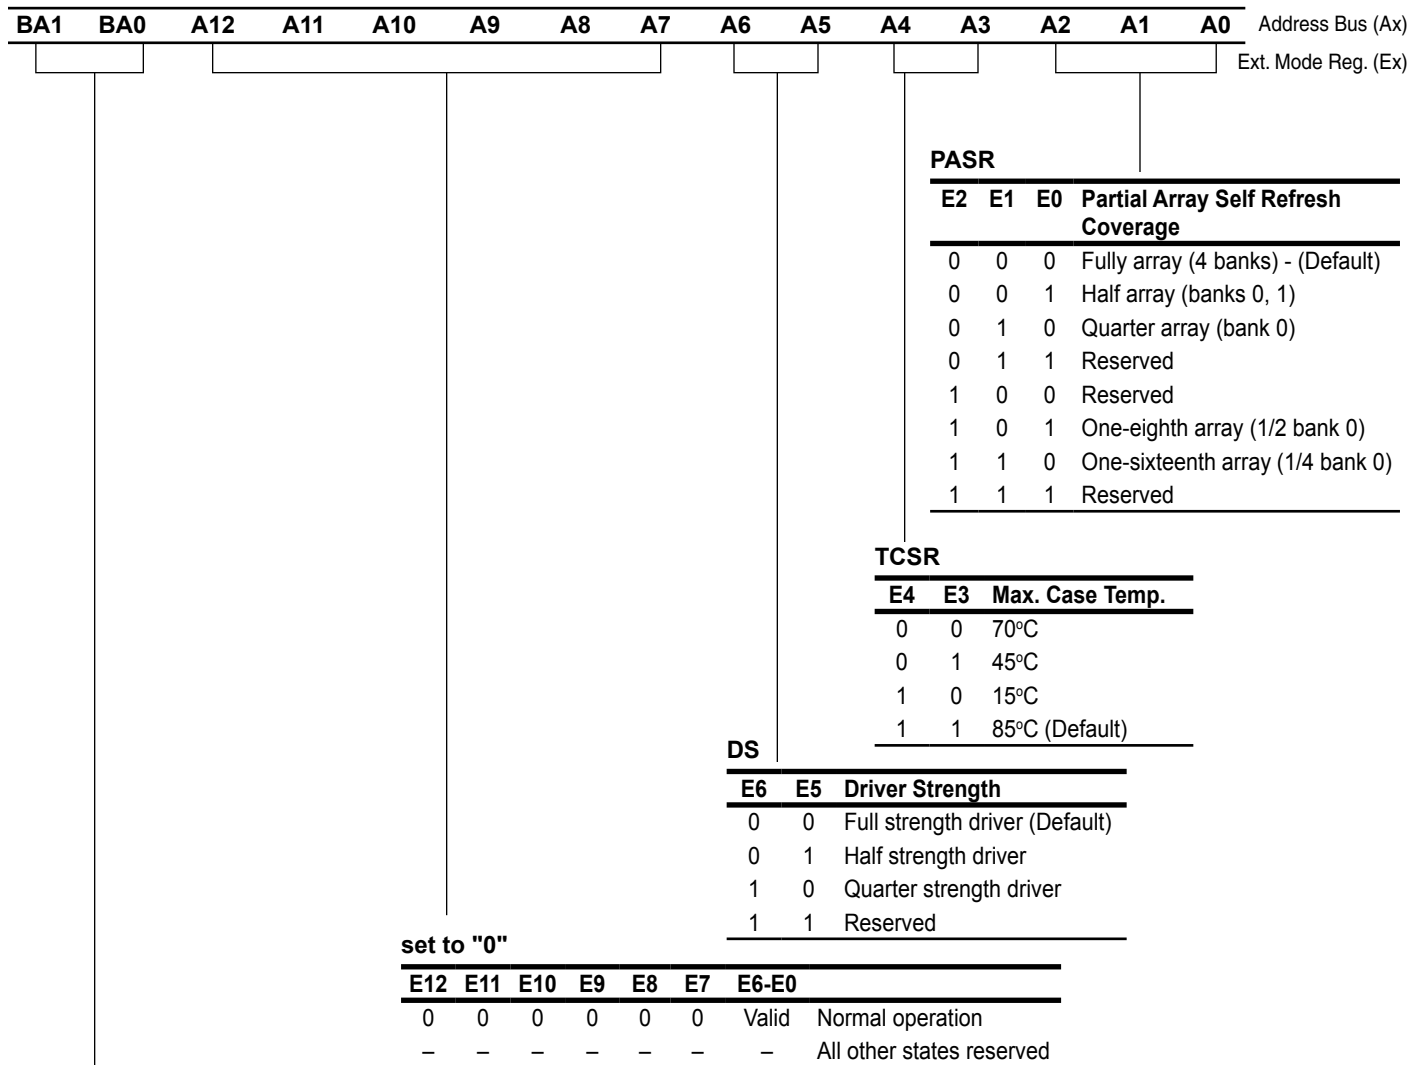 BA1 BA0 A12 A11 A10 A9 A8 A7 A6 A5 A4 A3 A2 A1 A0 Address Bus (Ax)
Ext. Mode Reg. (Ex)
PASR
E2 E1 E0 Partial Array Self Refresh
Coverage
0 0 0 Fully array (4 banks) - (Default)
0 0 1 Half array (banks 0, 1)
0 1 0 Quarter array (bank 0)
0 1 1 Reserved
1 0 0 Reserved
1 0 1 One-eighth array (1/2 bank 0)
1 1 0 One-sixteenth array (1/4 bank 0)
1 1 1 Reserved
TCSR
E4 E3 Max. Case Temp.
0 0 70°C
0 1 45°C
1 0 15°C
1 1 85°C (Default)
DS
E6 E5 Driver Strength
0 0 Full strength driver (Default)
0 1 Half strength driver
1 0 Quarter strength driver
1 1 Reserved
set to "0"
E12 E11 E10 E9 E8 E7 E6-E0
0 0 0 0 0 0 Valid Normal operation
– – – – – – – All other states reserved